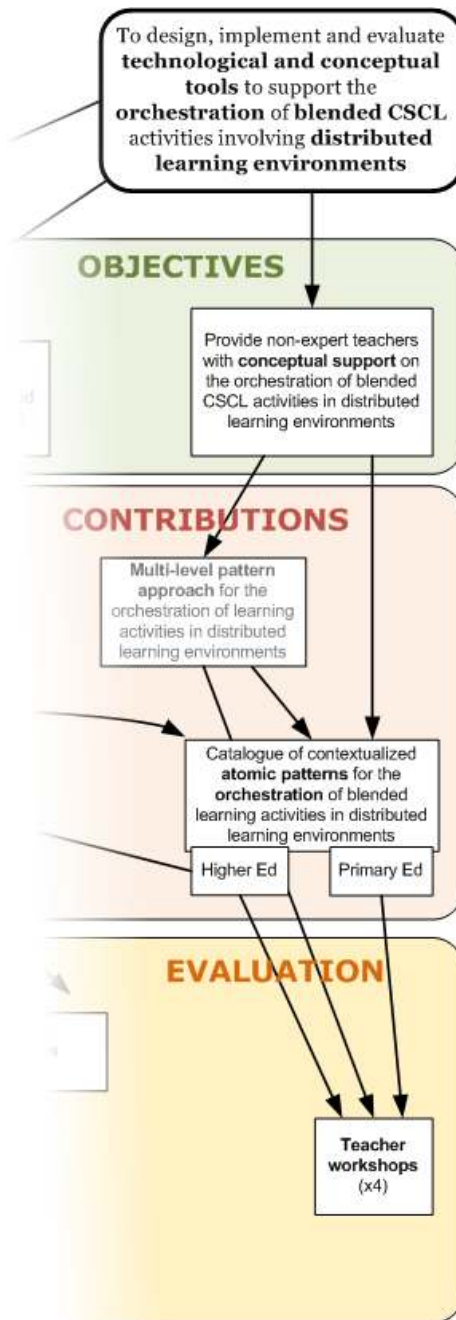 To design, implement and evaluate
technological and conceptual
tools to support the
orchestration of blended CSCL
activities involving distributed
learning environments
OBJECTIVES
Provide non-expert teachers
with conceptual support on
the orchestration of blended
CSCL activities in distributed
learning environments
CONTRIBUTIONS
Multi-level pattern
approach for the
orchestration of learning
activities in distributed
learning environments
Catalogue of contextualized
atomic patterns for the
orchestration of blended
learning activities in distributed
learning environments
Higher Ed
Primary Ed
EVALUATION
Teacher
workshops
(x4)